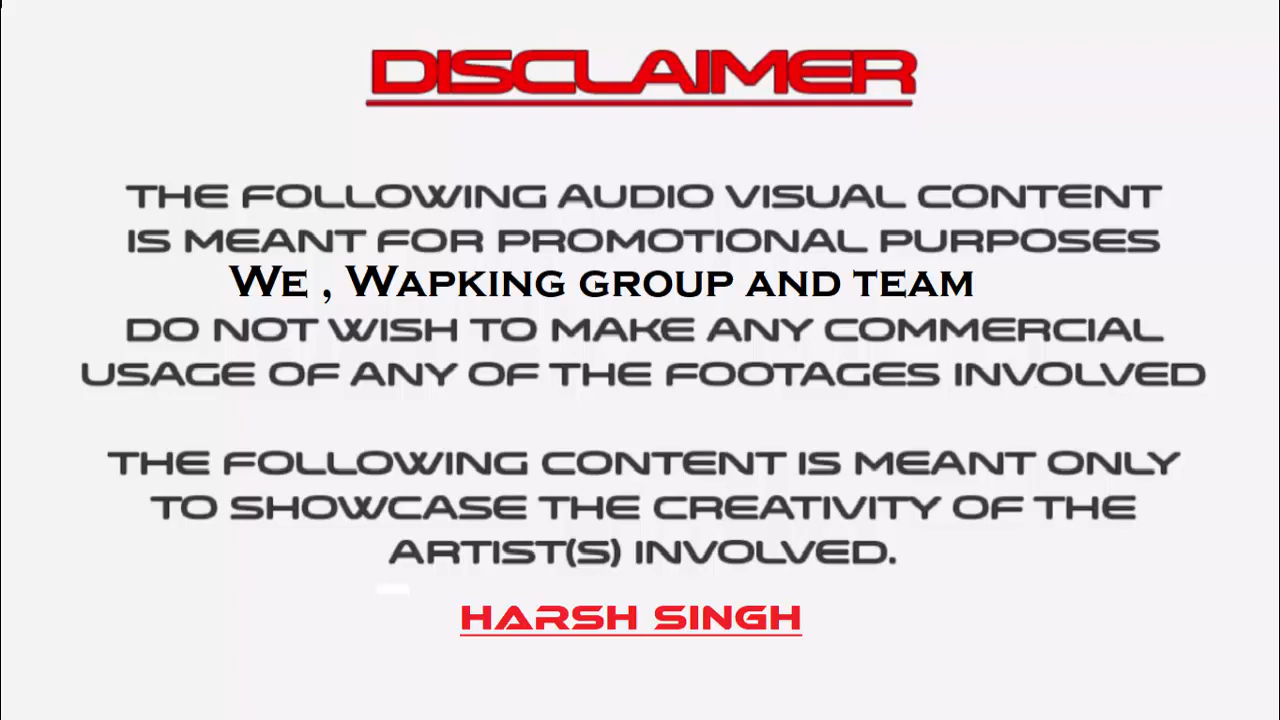 DISCLAIMER
THE FOLLOWING AUDIO VISUAL CONTENT
IS MEANT FOR PROMOTIONAL PURPOSES
WE , WAPKING GROUP AND TEAM
DO NOT WISH TO MAKE ANY COMMERCIAL
USAGE OF ANY OF THE FOOTAGES INVOLVED
THE FOLLOWING CONTENT IS MEANT ONLY
TO SHOWCASE THE CREATIVITY OF THE
ARTIST(S) INVOLVED.
HARSH SINGH